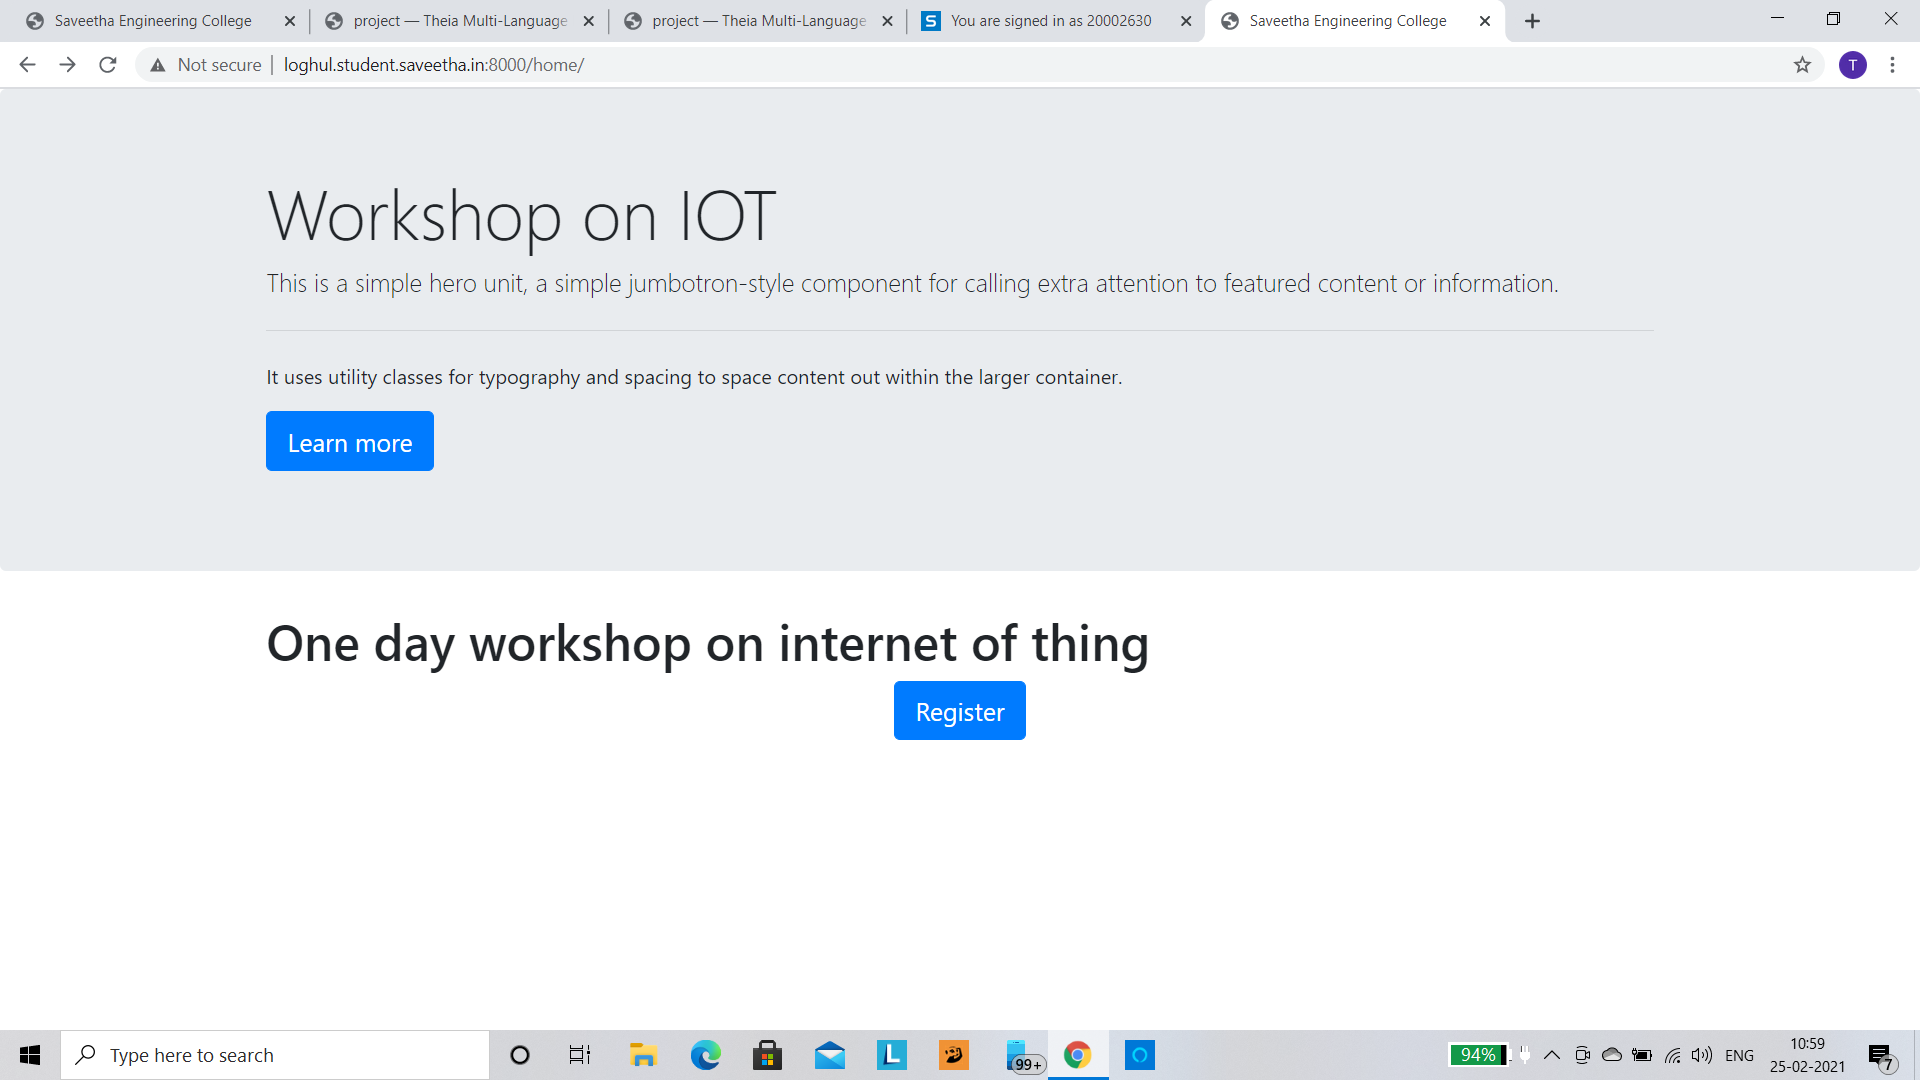 Saveetha Engineering College
project — Theia Multi-Language
project — Theia Multi-Language
S You are signed in as 20002630
Saveetha Engineering College
Not secure
loghul.student.saveetha.in:8000/home/
T
Workshop on IOT
This is a simple hero unit, a simple jumbotron-style component for calling extra attention to featured content or information.
It uses utility classes for typography and spacing to space content out within the larger container.
Learn more
One day workshop on internet of thing
Register
Type here to search
L
99+
94%
ENG
10:59
25-02-2021
7